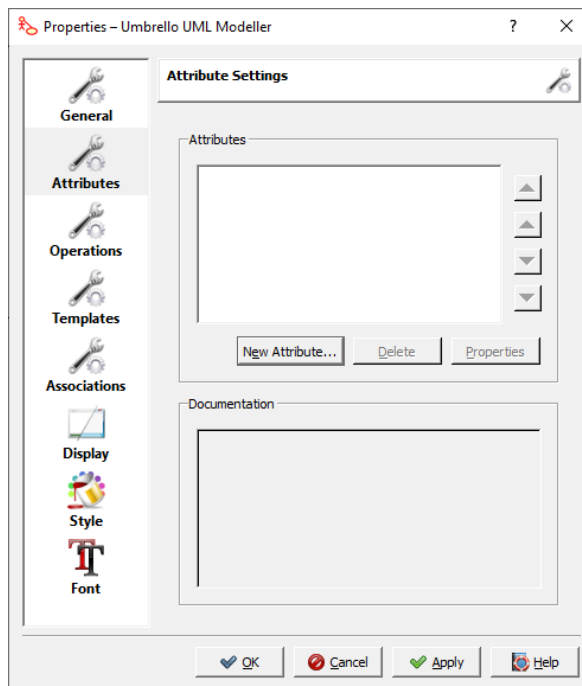 Properties – Umbrello UML Modeller
?
General
Attributes
Operations
Templates
Associations
Display
Style
Font
Attribute Settings
Attributes
New Attribute...
Delete
Properties
Documentation
OK
Cancel
Apply
Help